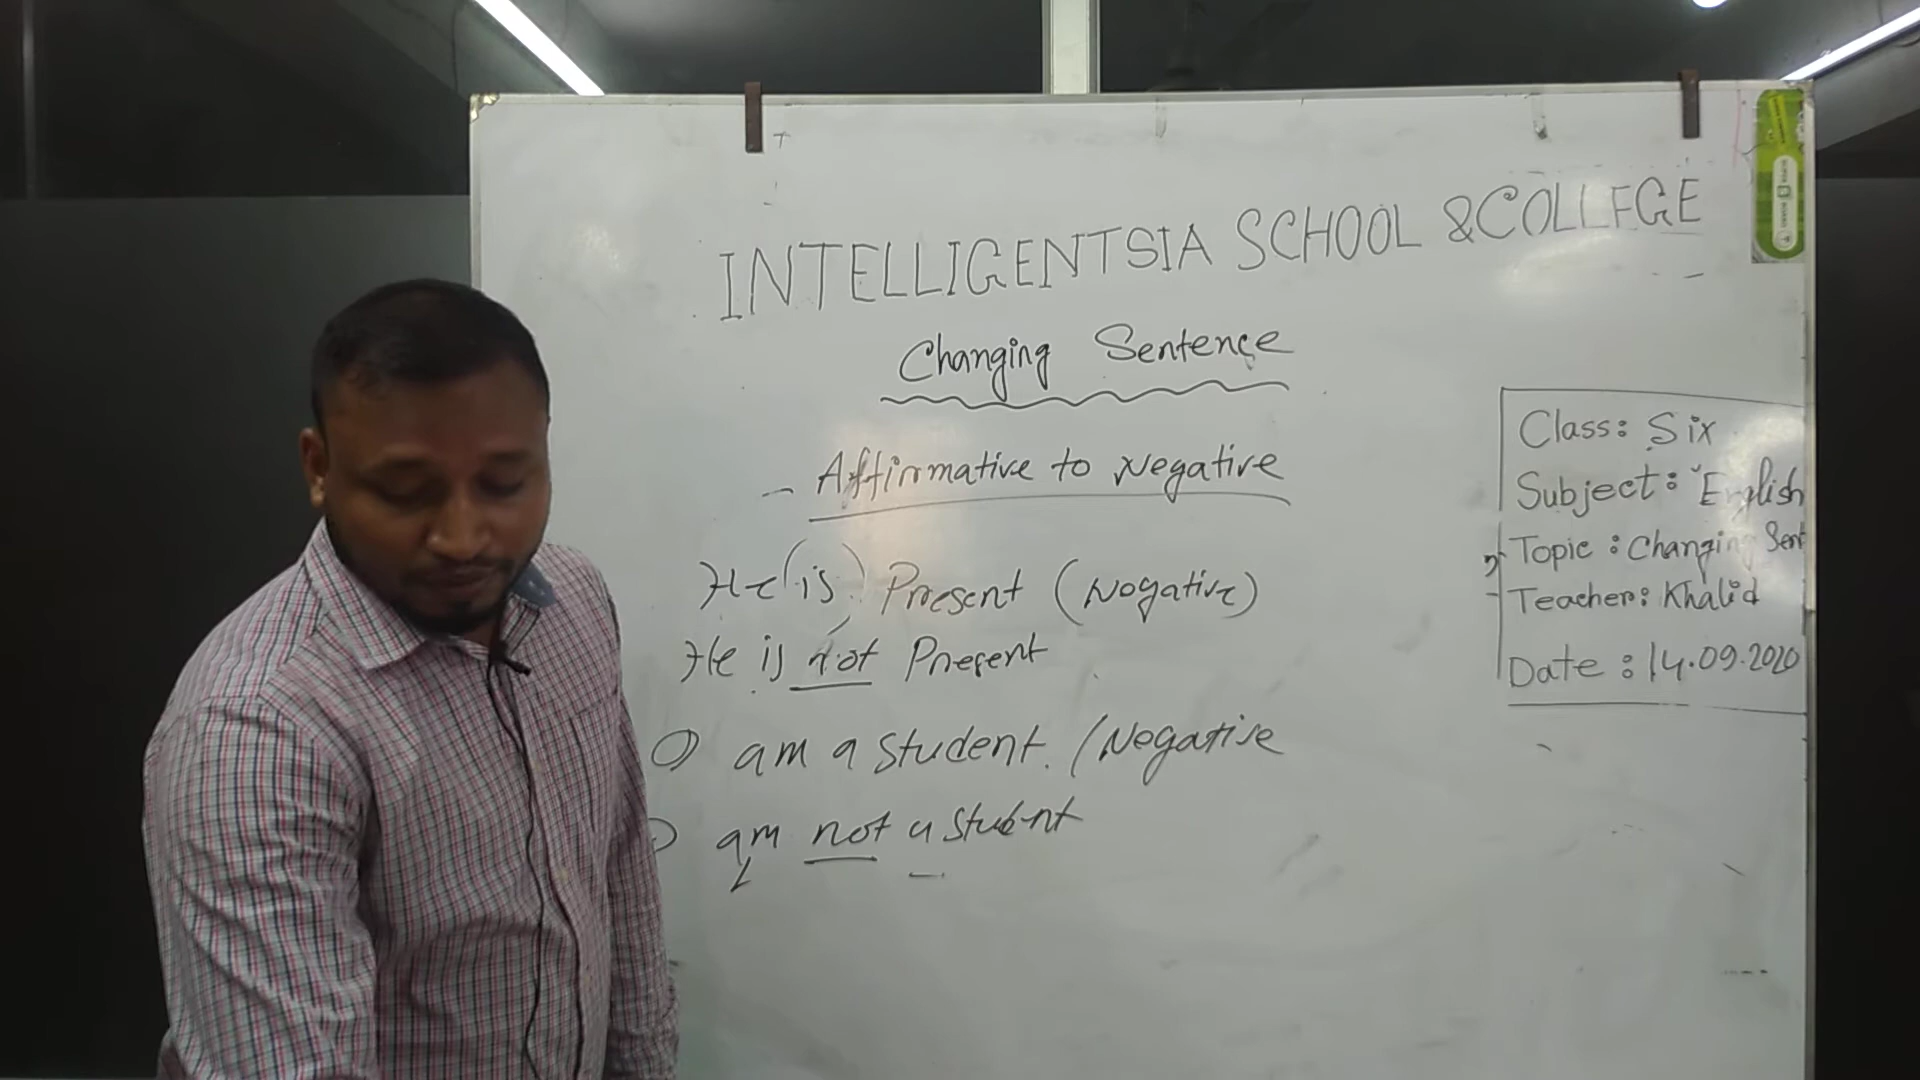 INTELLIGENTSIA SCHOOL & COLLEGE
Changing Sentence
Affirmative to Negative
He (is) Present (Negative)
He is not Present
I am a student. (Negative
I am not a student
Class: Six
Subject: English
Topic: Changing Sent
Teacher: Khalid
Date: 14.09.2020